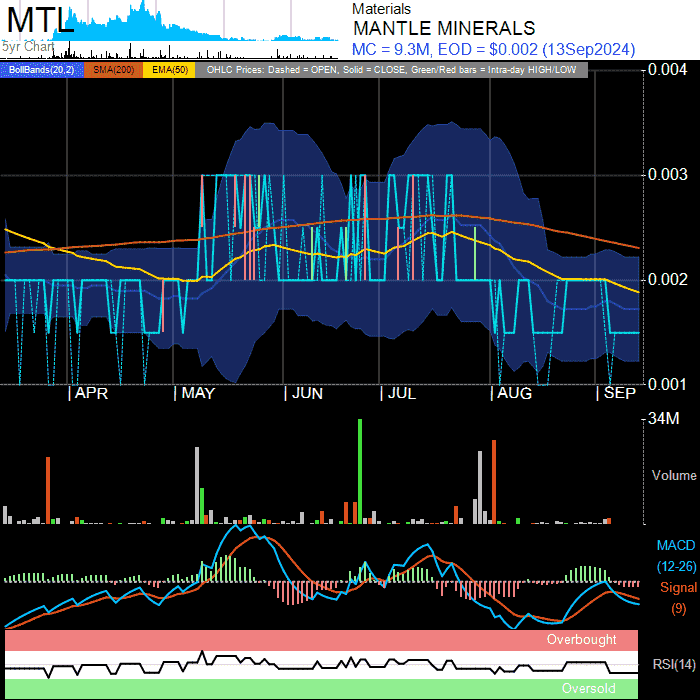 MTL
5yr Chart
Materials
MANTLE MINERALS
MC = 9.3M, EOD = $0.002 (13Sep2024)
BollBands(20,2) SMA(200) EMA(50) OHLC Prices: Dashed = OPEN, Solid = CLOSE, Green/Red bars = Intra-day HIGH/LOW
0.004
0.003
0.002
0.001
| APR | MAY | JUN | JUL | AUG | SEP
34M
Volume
MACD
(12-26)
Signal
(9)
Overbought
RSI(14)
Oversold